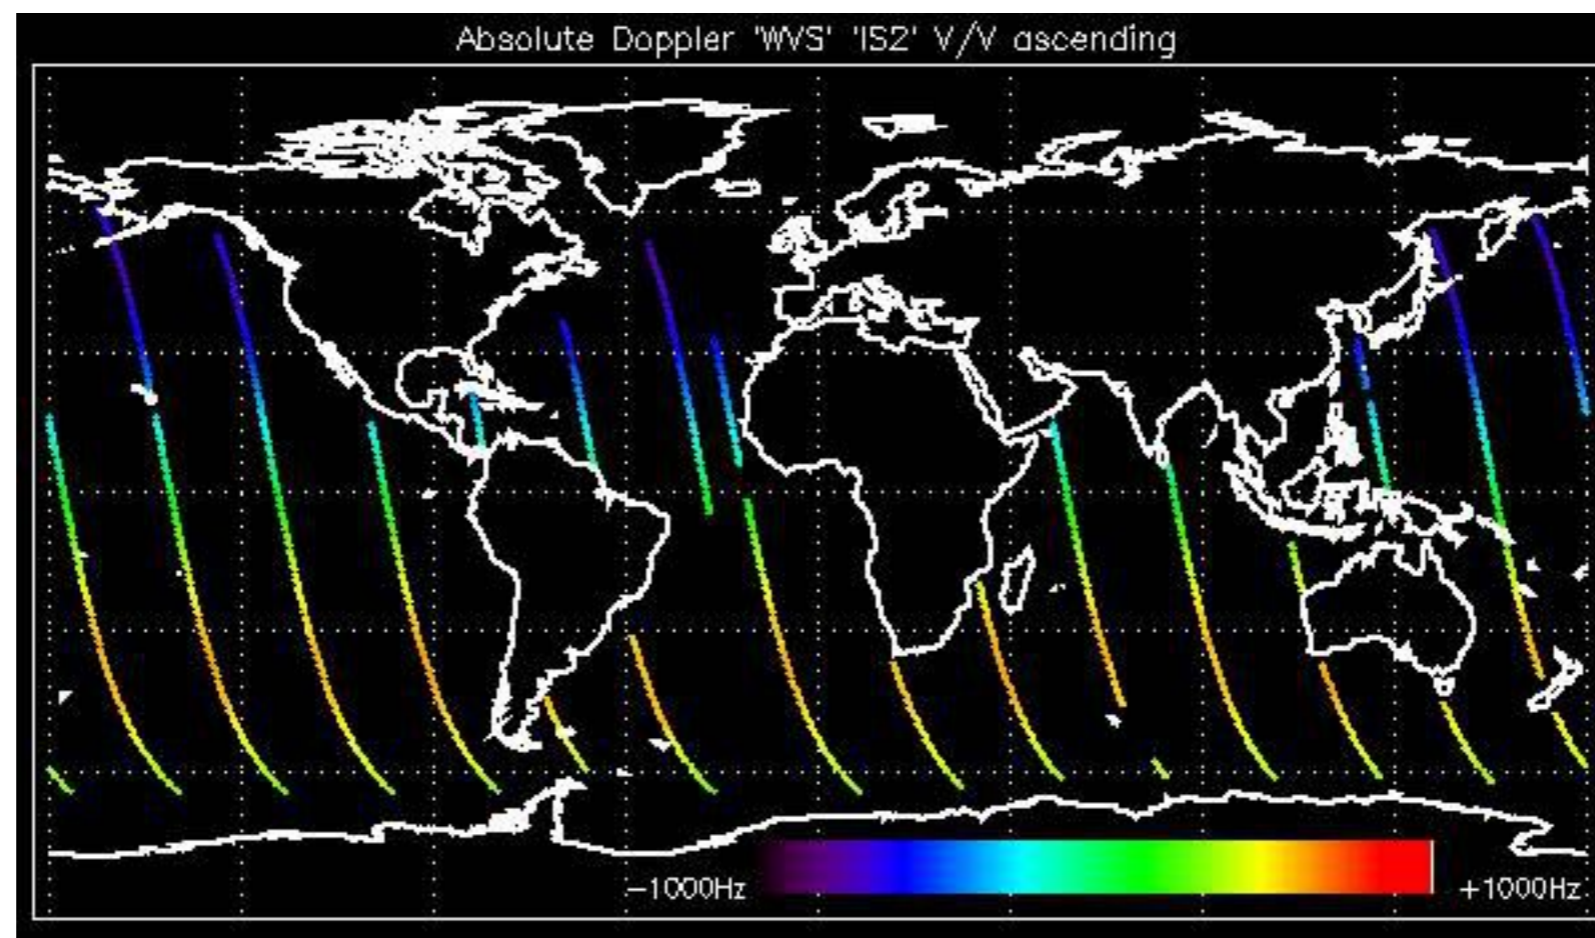 Absolute Doppler 'WVS' 'IS2' V/V ascending
−1000Hz
+1000Hz